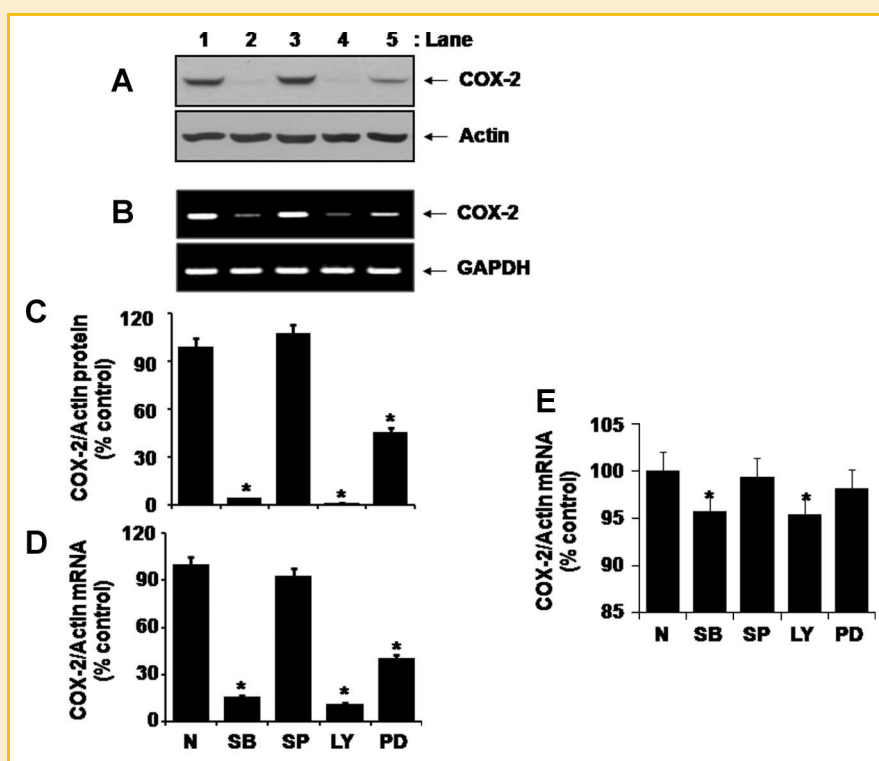 1 2 3 4 5 : Lane
A
COX-2
Actin
B
COX-2
GAPDH
C
COX-2/Actin protein
(% control)
120
90
60
30
0
* * *
D
COX-2/Actin mRNA
(% control)
120
90
60
30
0
* * *
N SB SP LY PD
E
COX-2/Actin mRNA
(% control)
105
100
95
90
85
* *
N SB SP LY PD